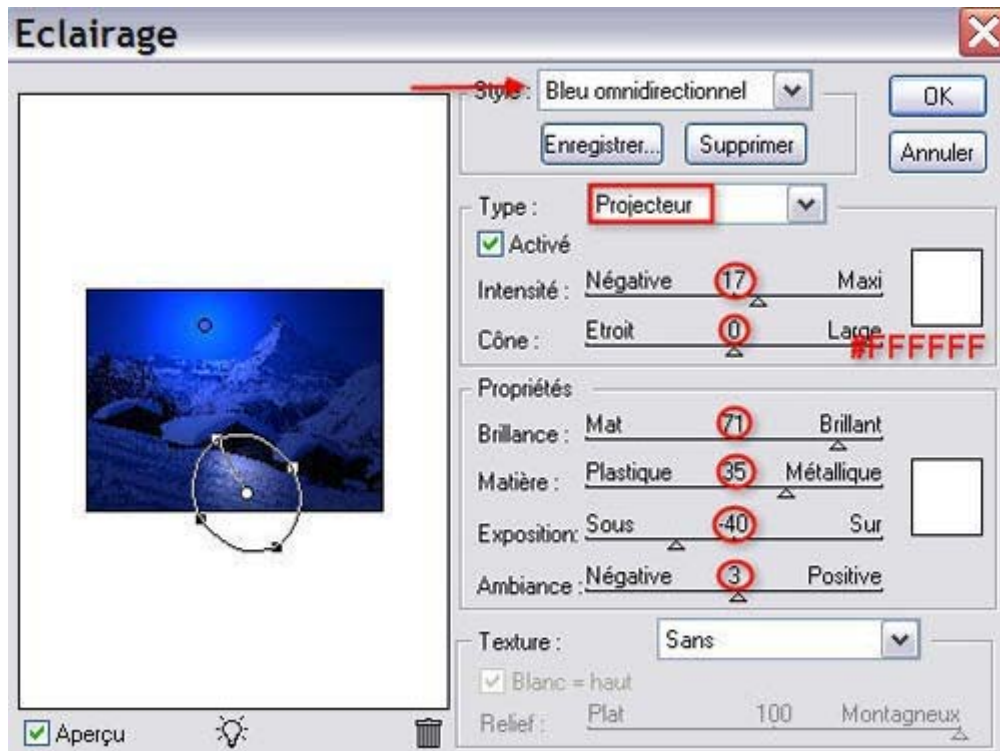 Eclairage
Style : Bleu omnidirectionnel
OK
Enregistrer... Supprimer
Annuler
Type : Projecteur
Activé
Intensité : Négative 17 Maxi
Cône : Etroit 0 Large
#FFFFFF
Propriétés
Brillance : Mat 71 Brillant
Matière : Plastique 35 Métallique
Exposition: Sous -40 Sur
Ambiance : Négative 3 Positive
Texture : Sans
Blanc = haut
Relief : Plat 100 Montagneux
Aperçu